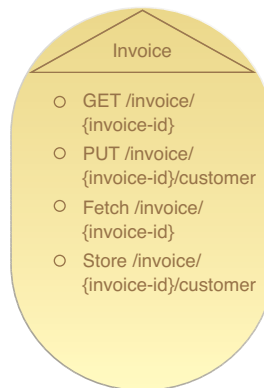 Invoice
GET /invoice/
{invoice-id}
PUT /invoice/
{invoice-id}/customer
Fetch /invoice/
{invoice-id}
Store /invoice/
{invoice-id}/customer